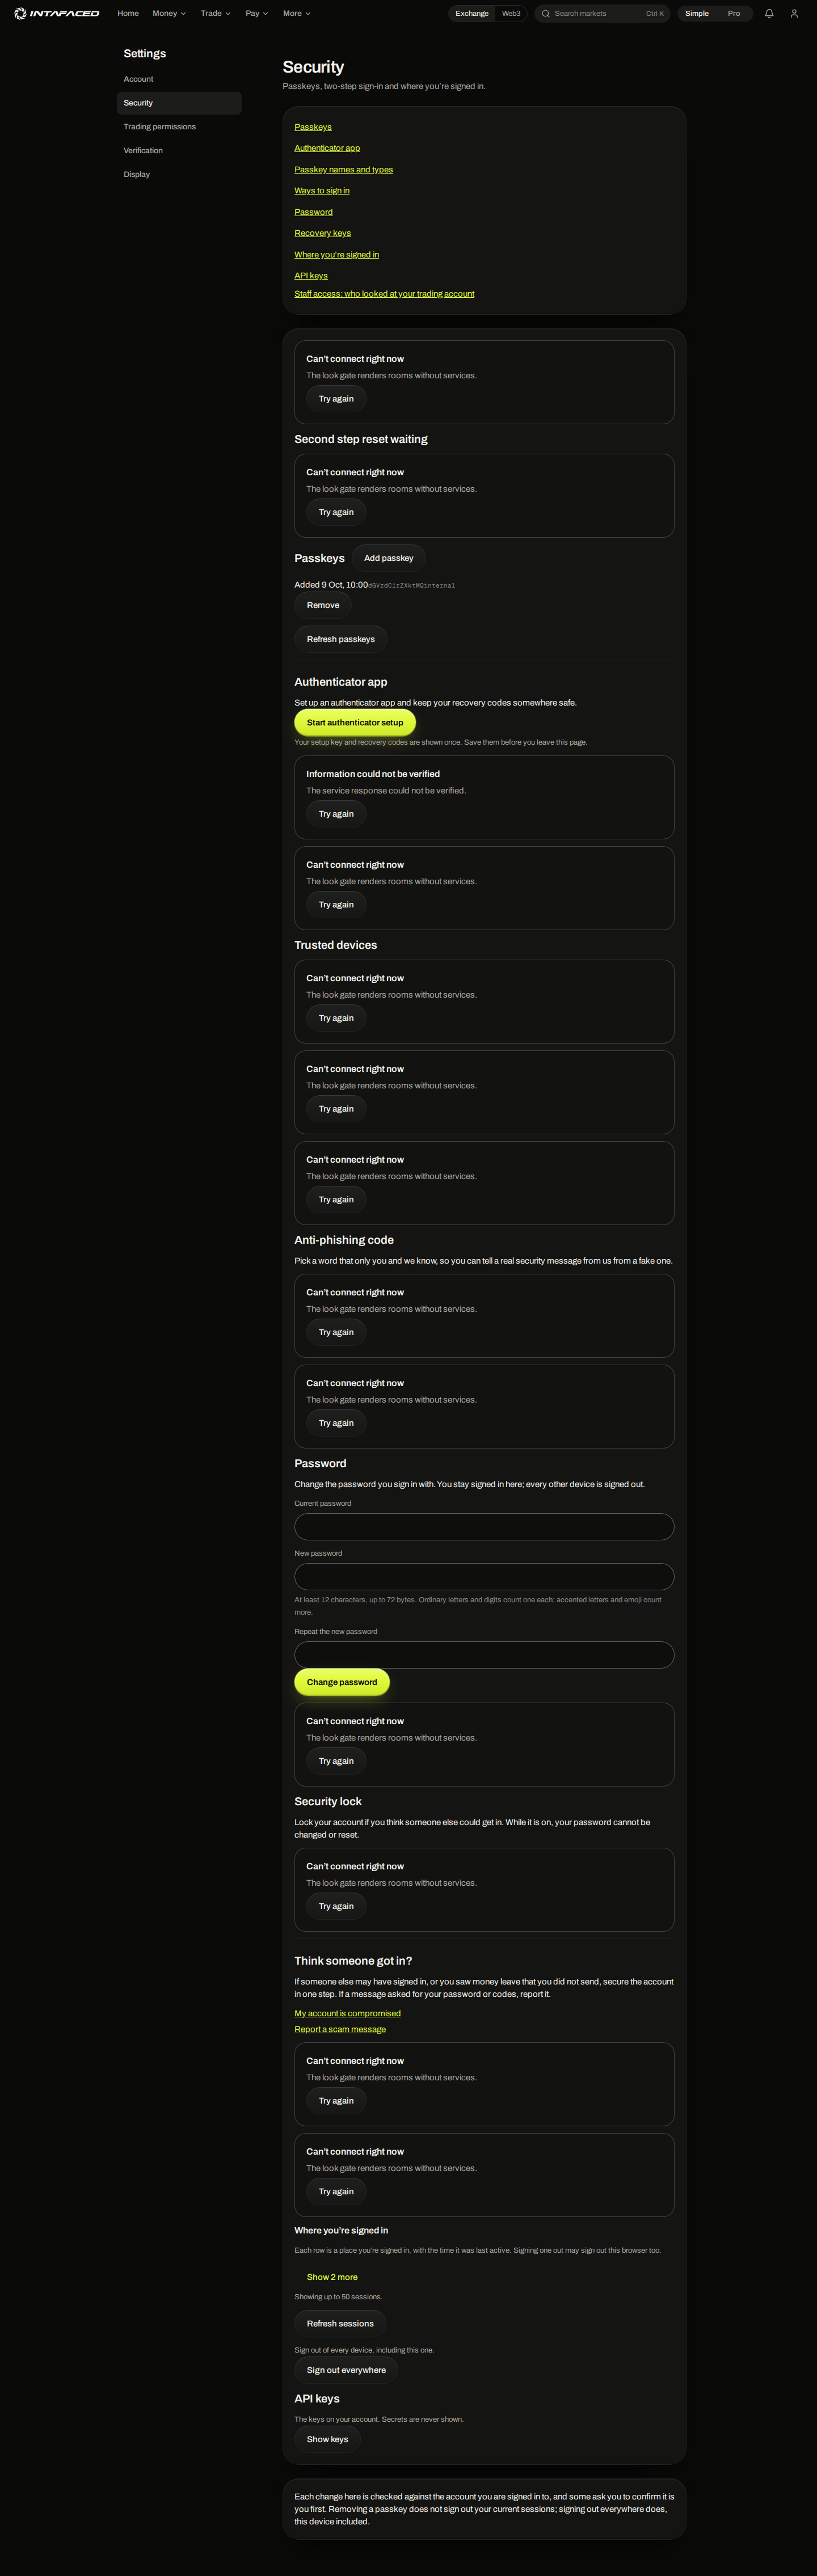 INTAFACED
Home
Money
Trade
Pay
More
Exchange
Web3
Search markets
Ctrl K
Simple
Pro
Settings
Account
Security
Trading permissions
Verification
Display
Security
Passkeys, two-step sign-in and where you're signed in.
Passkeys
Authenticator app
Passkey names and types
Ways to sign in
Password
Recovery keys
Where you're signed in
API keys
Staff access: who looked at your trading account
Can't connect right now
The look gate renders rooms without services.
Try again
Second step reset waiting
Can't connect right now
The look gate renders rooms without services.
Try again
Passkeys
Add passkey
Added 9 Oct, 10:00dGVzdC1rZXktMQinternal
Remove
Refresh passkeys
Authenticator app
Set up an authenticator app and keep your recovery codes somewhere safe.
Start authenticator setup
Your setup key and recovery codes are shown once. Save them before you leave this page.
Information could not be verified
The service response could not be verified.
Try again
Can't connect right now
The look gate renders rooms without services.
Try again
Trusted devices
Can't connect right now
The look gate renders rooms without services.
Try again
Can't connect right now
The look gate renders rooms without services.
Try again
Can't connect right now
The look gate renders rooms without services.
Try again
Anti-phishing code
Pick a word that only you and we know, so you can tell a real security message from us from a fake one.
Can't connect right now
The look gate renders rooms without services.
Try again
Can't connect right now
The look gate renders rooms without services.
Try again
Password
Change the password you sign in with. You stay signed in here; every other device is signed out.
Current password
New password
At least 12 characters, up to 72 bytes. Ordinary letters and digits count one each; accented letters and emoji count
more.
Repeat the new password
Change password
Can't connect right now
The look gate renders rooms without services.
Try again
Security lock
Lock your account if you think someone else could get in. While it is on, your password cannot be
changed or reset.
Can't connect right now
The look gate renders rooms without services.
Try again
Think someone got in?
If someone else may have signed in, or you saw money leave that you did not send, secure the account
in one step. If a message asked for your password or codes, report it.
My account is compromised
Report a scam message
Can't connect right now
The look gate renders rooms without services.
Try again
Can't connect right now
The look gate renders rooms without services.
Try again
Where you're signed in
Each row is a place you're signed in, with the time it was last active. Signing one out may sign out this browser too.
Show 2 more
Showing up to 50 sessions.
Refresh sessions
Sign out of every device, including this one.
Sign out everywhere
API keys
The keys on your account. Secrets are never shown.
Show keys
Each change here is checked against the account you are signed in to, and some ask you to confirm it is
you first. Removing a passkey does not sign out your current sessions; signing out everywhere does,
this device included.